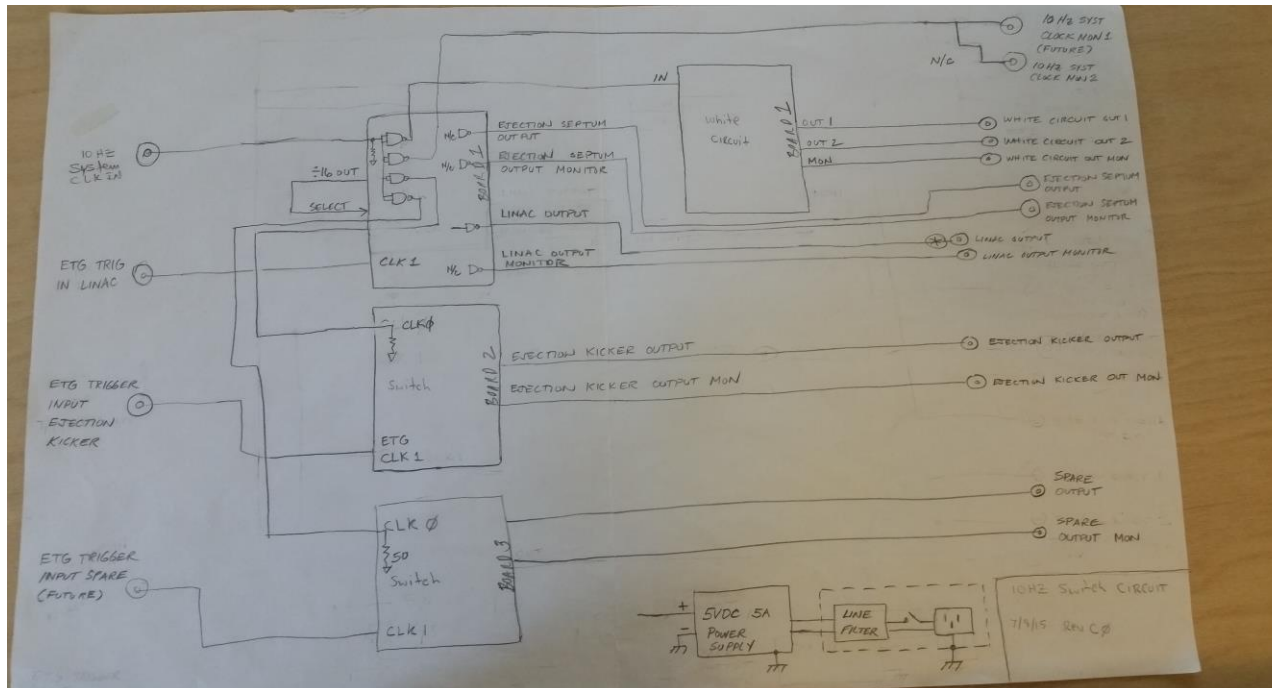 10 HZ SYST
CLOCK MON 1
(FUTURE)
N/C
10 HZ SYST
CLOCK MON 2
IN
White
Circuit
BOARD 1
OUT 1
OUT 2
MON
WHITE CIRCUIT OUT 1
WHITE CIRCUIT OUT 2
WHITE CIRCUIT OUT MON
EJECTION SEPTUM
OUTPUT
EJECTION SEPTUM
OUTPUT MONITOR
LINAC OUTPUT
LINAC OUTPUT MONITOR
10 HZ
System
CLK IN
÷16 OUT
SELECT
N/C
EJECTION SEPTUM
OUTPUT
N/C
EJECTION SEPTUM
OUTPUT MONITOR
BOARD 1
LINAC OUTPUT
LINAC OUTPUT
MONITOR
N/C
CLK 1
ETG TRIG
IN LINAC
CLKØ
Switch
BOARD 2
ETG
CLK 1
EJECTION KICKER OUTPUT
EJECTION KICKER OUTPUT MON
EJECTION KICKER OUTPUT
EJECTION KICKER OUT MON
ETG TRIGGER
INPUT
EJECTION
KICKER
CLK Ø
50
Switch
BOARD 3
CLK 1
SPARE
OUTPUT
SPARE
OUTPUT MON
ETG TRIGGER
INPUT SPARE
(FUTURE)
+
-
5VDC 5A
POWER
SUPPLY
LINE
FILTER
10HZ Switch CIRCUIT
Rev CØ